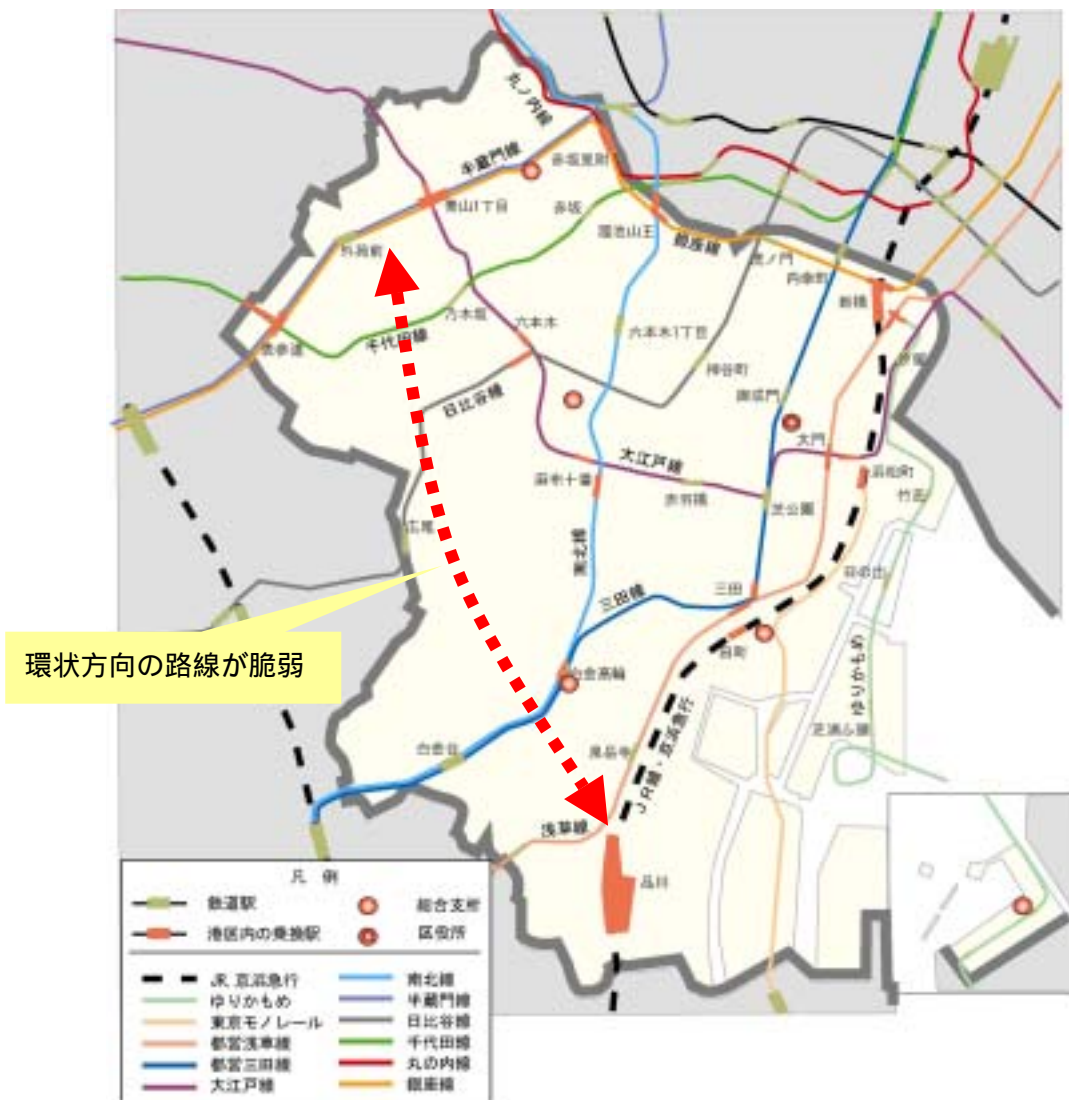 丸ノ内線
半蔵門線
赤坂見附
青山1丁目
赤坂
溜池山王
銀座線
外苑前
虎ノ門
内幸町
新橋
乃木坂
六本木
六本木1丁目
表参道
千代田線
神谷町
汐留
日比谷線
御成門
大門
大江戸線
麻布十番
浜松町
赤羽橋
竹芝
芝公園
広尾
南北線
日の出
三田
三田線
田町
環状方向の路線が脆弱
白金高輪
ゆりかもめ
芝浦ふ頭
白金台
泉岳寺
JR線・京浜急行
浅草線
品川
凡 例
鉄道駅
総合支所
港区内の乗換駅
区役所
JR 京浜急行
南北線
ゆりかもめ
半蔵門線
東京モノレール
日比谷線
都営浅草線
千代田線
都営三田線
丸の内線
大江戸線
銀座線